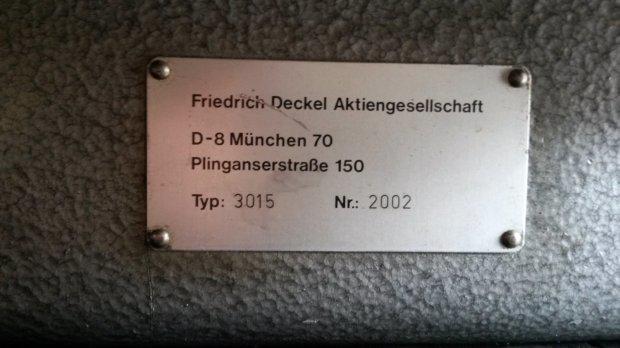 Friedrich Deckel Aktiengesellschaft
D-8 München 70
Plinganserstraße 150
Typ: 3015 Nr.: 2002